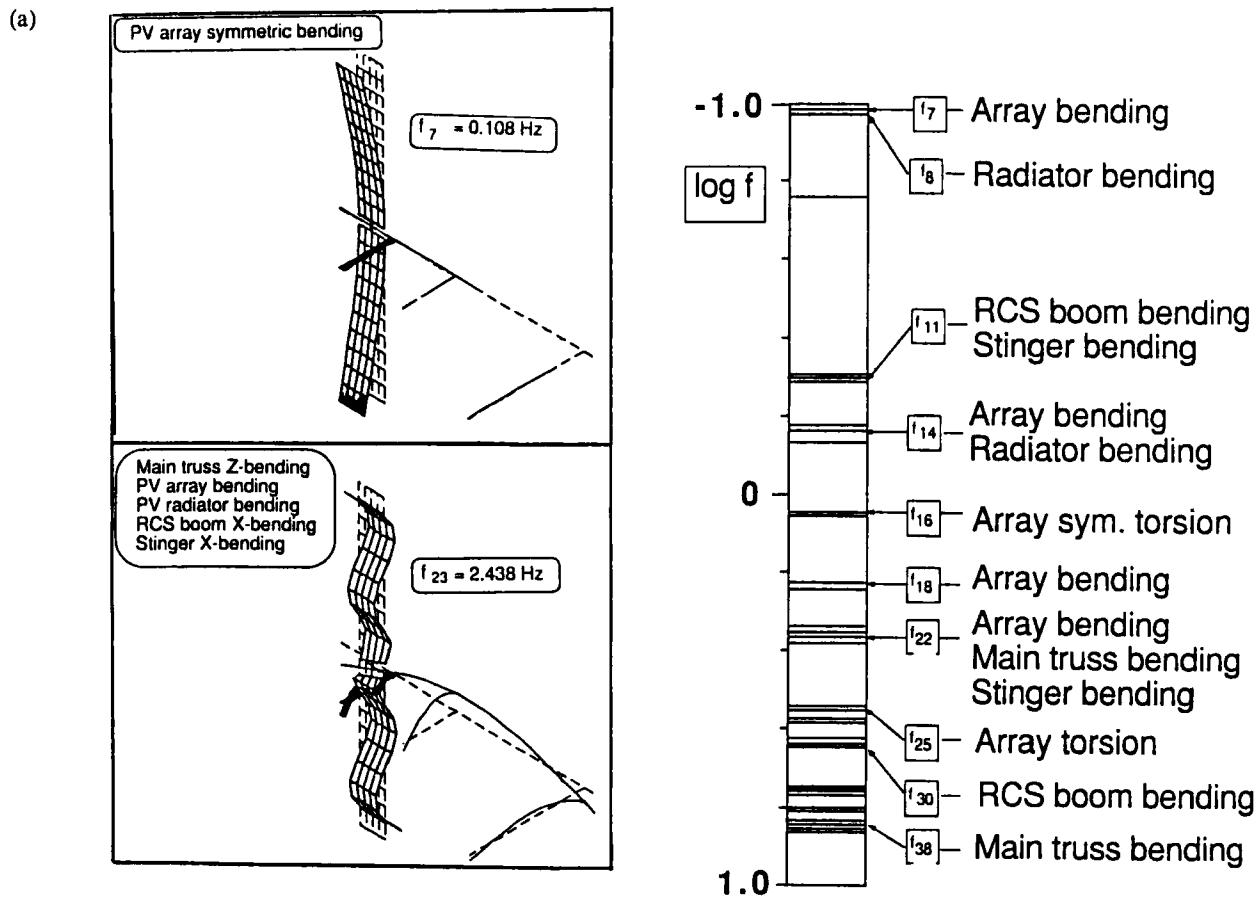 (a)
PV array symmetric bending
f7 = 0.108 Hz
Main truss Z-bending
PV array bending
PV radiator bending
RCS boom X-bending
Stinger X-bending
f23 = 2.438 Hz
-1.0
log f
0
1.0
f7 Array bending
f8 Radiator bending
f11 RCS boom bending
Stinger bending
f14 Array bending
Radiator bending
f16 Array sym. torsion
f18 Array bending
f22 Array bending
Main truss bending
Stinger bending
f25 Array torsion
f30 RCS boom bending
f38 Main truss bending